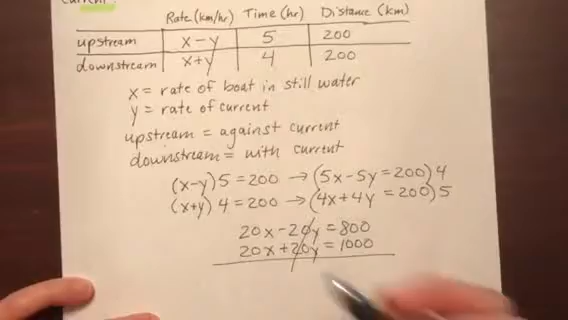 current.
Rate (km/hr) Time (hr) Distance (km)
upstream x-y 5 200
downstream x+y 4 200
x = rate of boat in still water
y = rate of current
upstream = against current
downstream = with current
(x-y)5 = 200 → (5x-5y = 200)4
(x+y)4 = 200 → (4x+4y = 200)5
20x-20y = 800
20x+20y = 1000